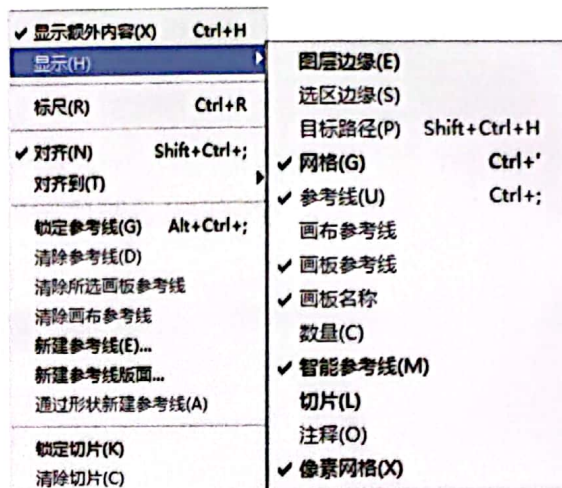 ✔ 显示额外内容(X) Ctrl+H
显示(H)
标尺(R) Ctrl+R
✔ 对齐(N) Shift+Ctrl+;
对齐到(T)
锁定参考线(G) Alt+Ctrl+;
清除参考线(D)
清除所选画板参考线
清除画布参考线
新建参考线(E)...
新建参考线版面...
通过形状新建参考线(A)
锁定切片(K)
清除切片(C)
图层边缘(E)
选区边缘(S)
目标路径(P) Shift+Ctrl+H
✔ 网格(G) Ctrl+'
✔ 参考线(U) Ctrl+;
画布参考线
✔ 画板参考线
✔ 画板名称
数量(C)
✔ 智能参考线(M)
切片(L)
注释(O)
✔ 像素网格(X)